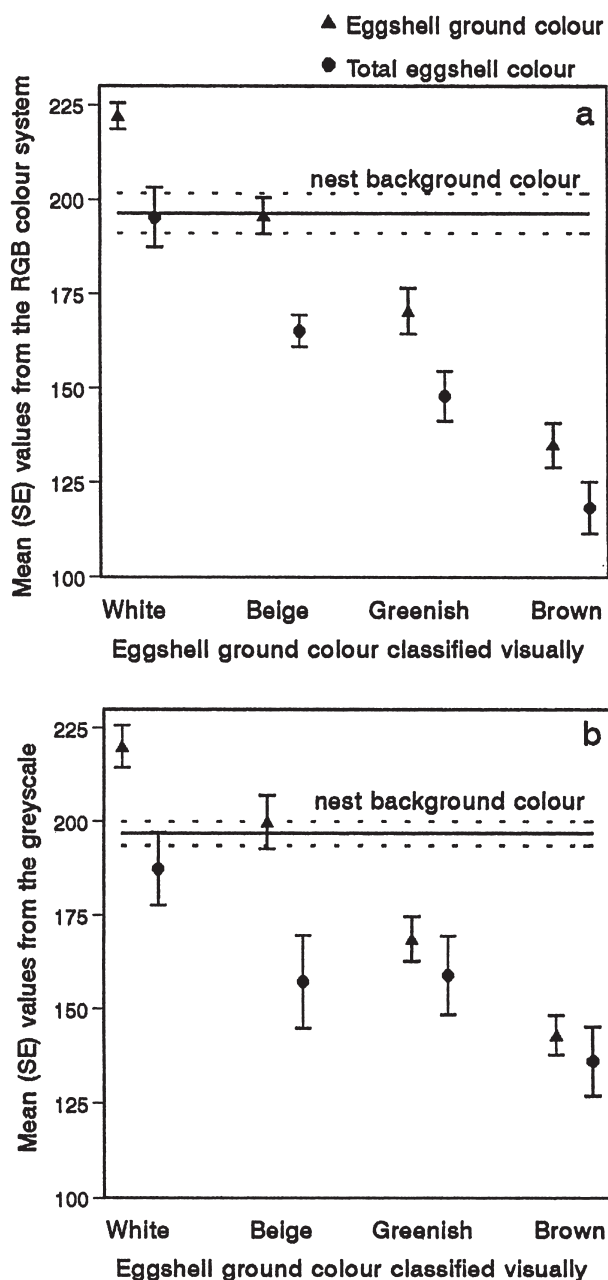 ▲ Eggshell ground colour
● Total eggshell colour
Mean (SE) values from the RGB colour system
225
200
175
150
125
100
a
nest background colour
White Beige Greenish Brown
Eggshell ground colour classified visually
Mean (SE) values from the greyscale
225
200
175
150
125
100
b
nest background colour
White Beige Greenish Brown
Eggshell ground colour classified visually